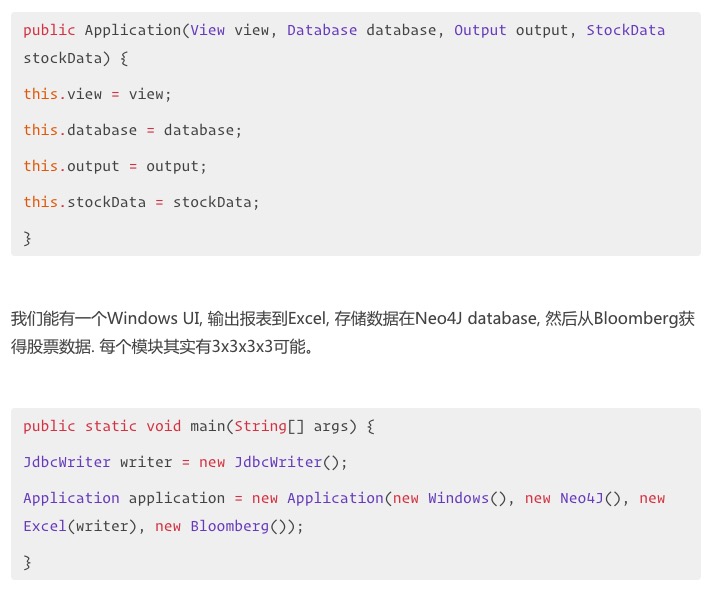 public Application(View view, Database database, Output output, StockData
stockData) {
this.view = view;
this.database = database;
this.output = output;
this.stockData = stockData;
}
我们能有一个Windows UI, 输出报表到Excel, 存储数据在Neo4J database, 然后从Bloomberg获
得股票数据. 每个模块其实有3x3x3x3可能。
public static void main(String[] args) {
JdbcWriter writer = new JdbcWriter();
Application application = new Application(new Windows(), new Neo4J(), new
Excel(writer), new Bloomberg());
}